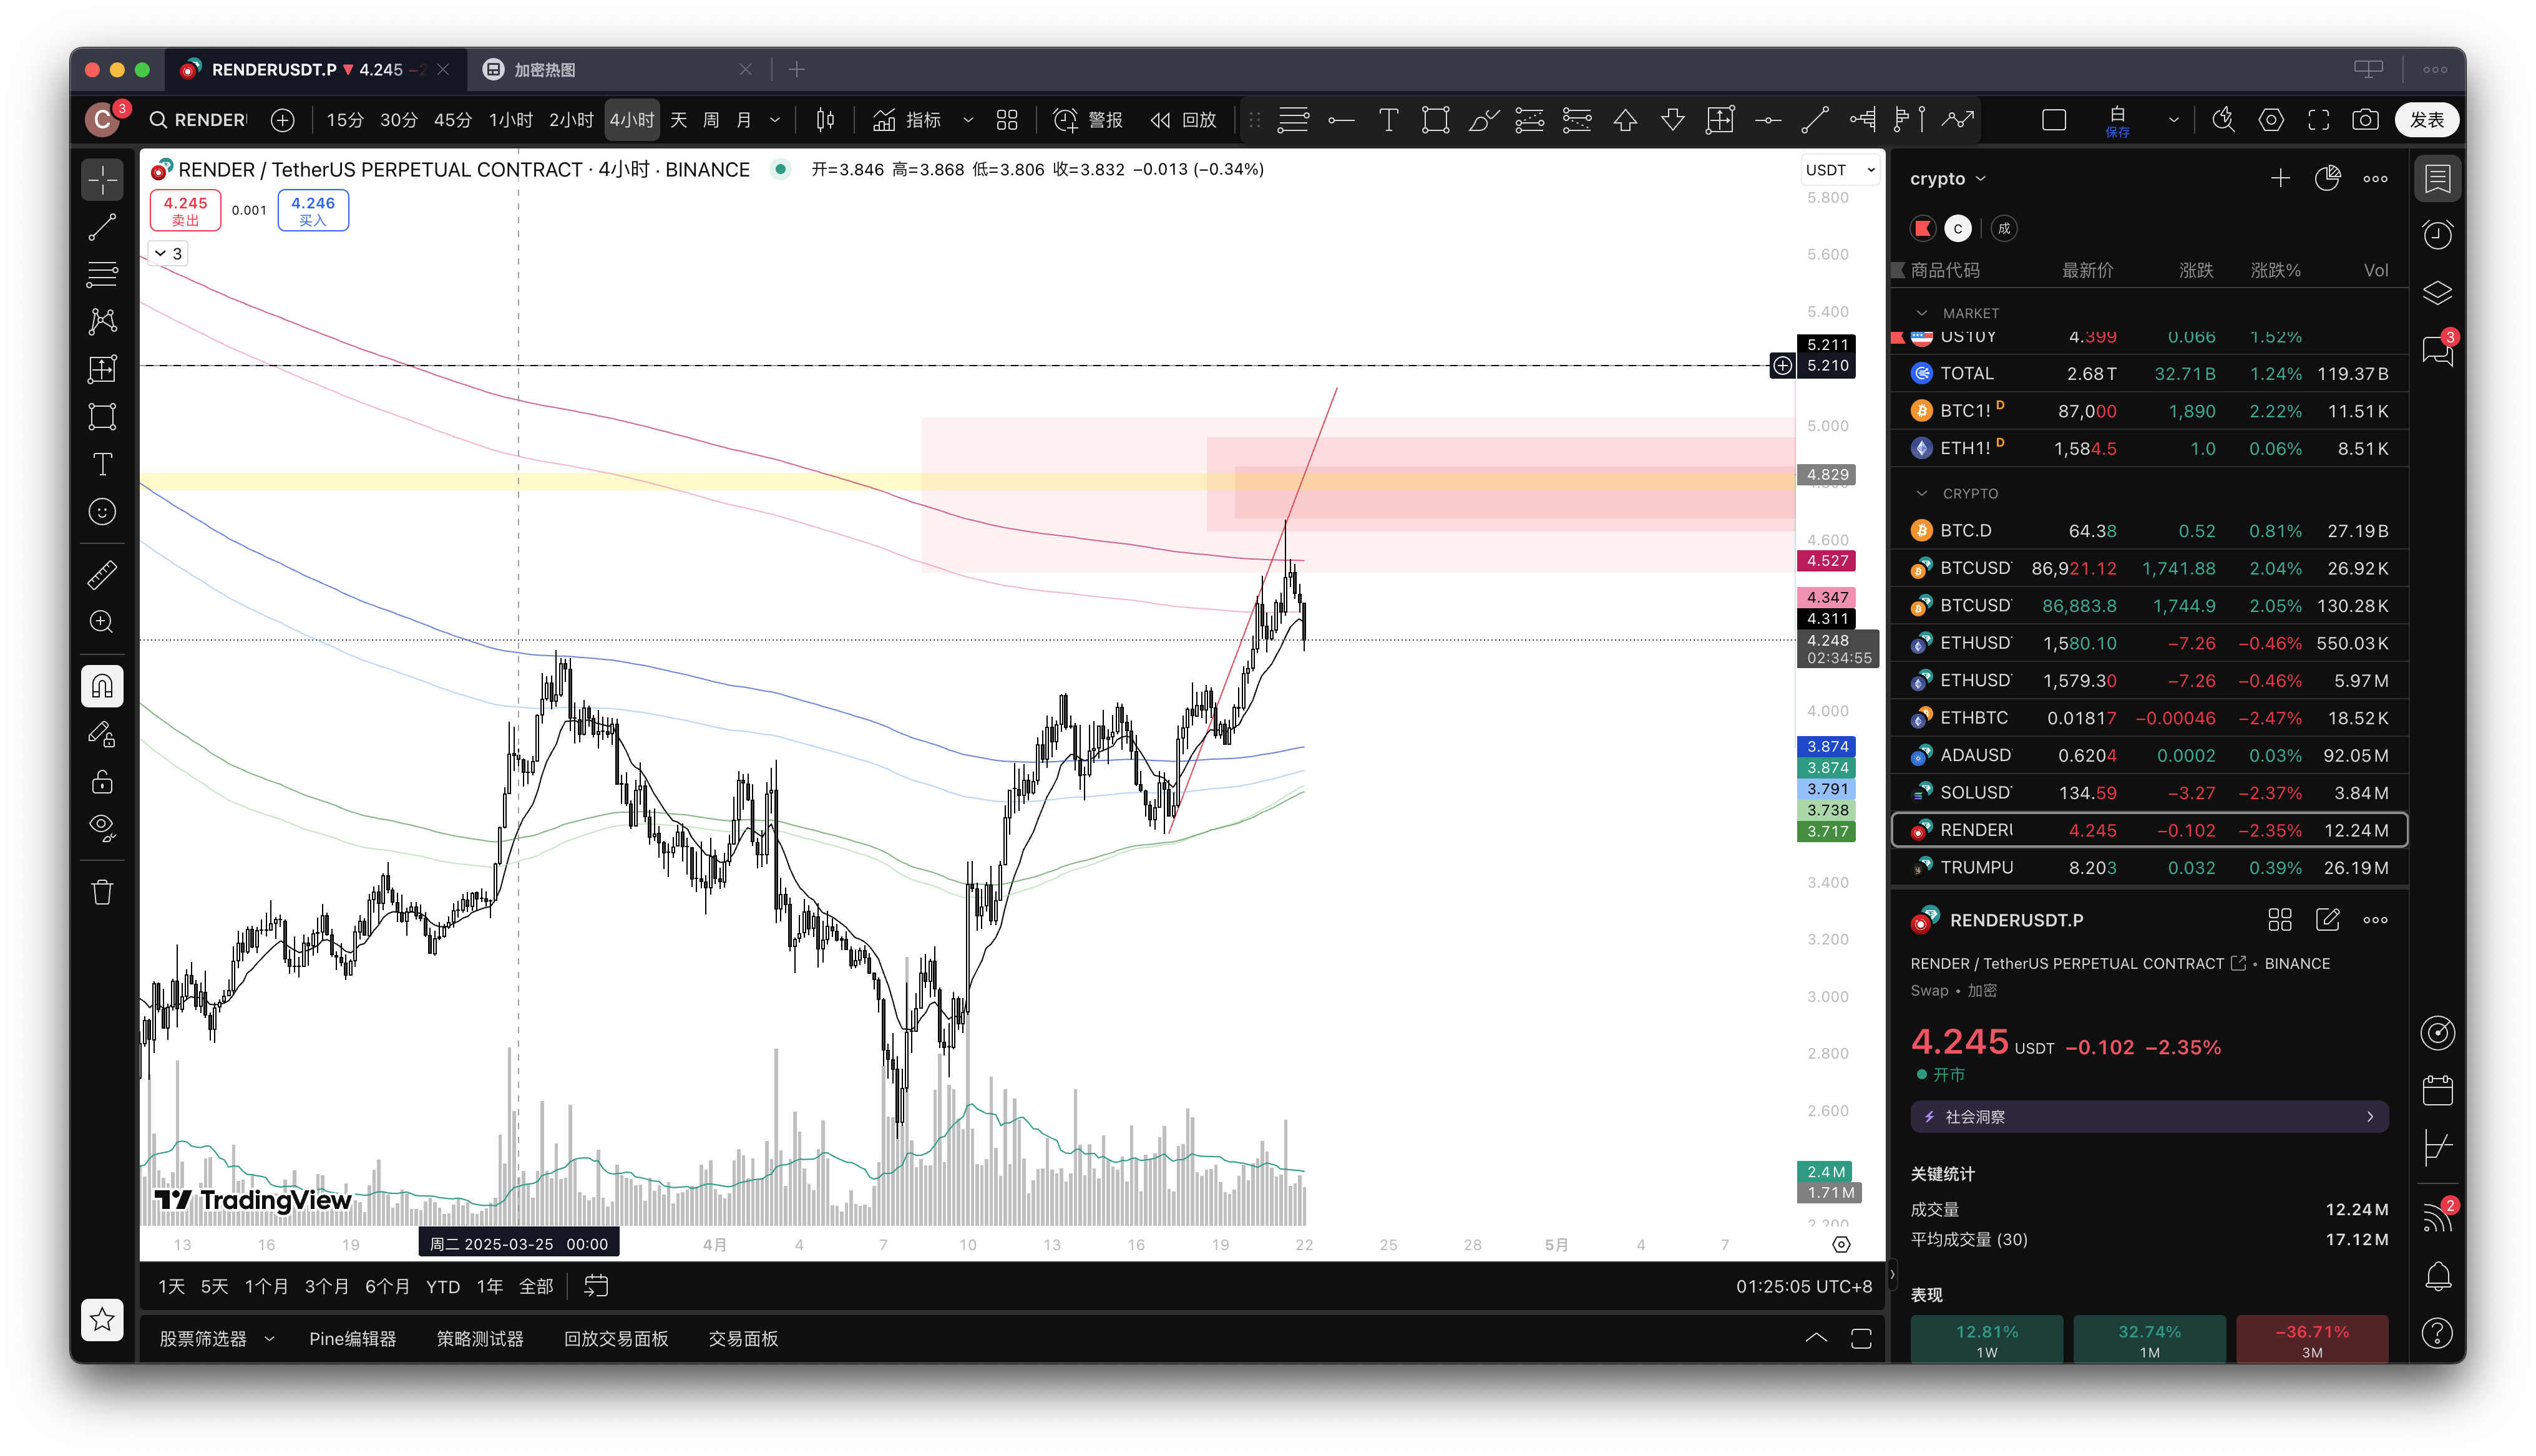 RENDERUSDT.P ▼ 4.245 −2
加密热图
C 3 RENDER 15分 30分 45分 1小时 2小时 4小时 天 周 月 指标 警报 回放 白 保存 发表
RENDER / TetherUS PERPETUAL CONTRACT · 4小时 · BINANCE 开=3.846 高=3.868 低=3.806 收=3.832 −0.013 (−0.34%)
4.245 卖出 0.001 4.246 买入
3
USDT
5.800
5.600
5.400
5.211
5.210
5.000
4.829
4.600
4.527
4.347
4.311
4.248
02:34:55
4.000
3.874
3.874
3.791
3.738
3.717
3.400
3.200
3.000
2.800
2.600
2.4 M
1.71 M
2.200
TradingView
13 16 19 周二 2025-03-25 00:00 4月 4 7 10 13 16 19 22 25 28 5月 4 7
1天 5天 1个月 3个月 6个月 YTD 1年 全部 01:25:05 UTC+8
股票筛选器 Pine编辑器 策略测试器 回放交易面板 交易面板
crypto
C 成
商品代码 最新价 涨跌 涨跌% Vol
MARKET
US10Y 4.399 0.066 1.52%
TOTAL 2.68 T 32.71 B 1.24% 119.37 B
BTC1! D 87,000 1,890 2.22% 11.51 K
ETH1! D 1,584.5 1.0 0.06% 8.51 K
CRYPTO
BTC.D 64.38 0.52 0.81% 27.19 B
BTCUSD 86,921.12 1,741.88 2.04% 26.92 K
BTCUSD 86,883.8 1,744.9 2.05% 130.28 K
ETHUSD 1,580.10 −7.26 −0.46% 550.03 K
ETHUSD 1,579.30 −7.26 −0.46% 5.97 M
ETHBTC 0.01817 −0.00046 −2.47% 18.52 K
ADAUSD 0.6204 0.0002 0.03% 92.05 M
SOLUSD 134.59 −3.27 −2.37% 3.84 M
RENDERU 4.245 −0.102 −2.35% 12.24 M
TRUMPU 8.203 0.032 0.39% 26.19 M
RENDERUSDT.P
RENDER / TetherUS PERPETUAL CONTRACT • BINANCE
Swap • 加密
4.245 USDT −0.102 −2.35%
开市
社会洞察
关键统计
成交量 12.24 M
平均成交量 (30) 17.12 M
表现
12.81% 32.74% −36.71%
1W 1M 3M
3
2